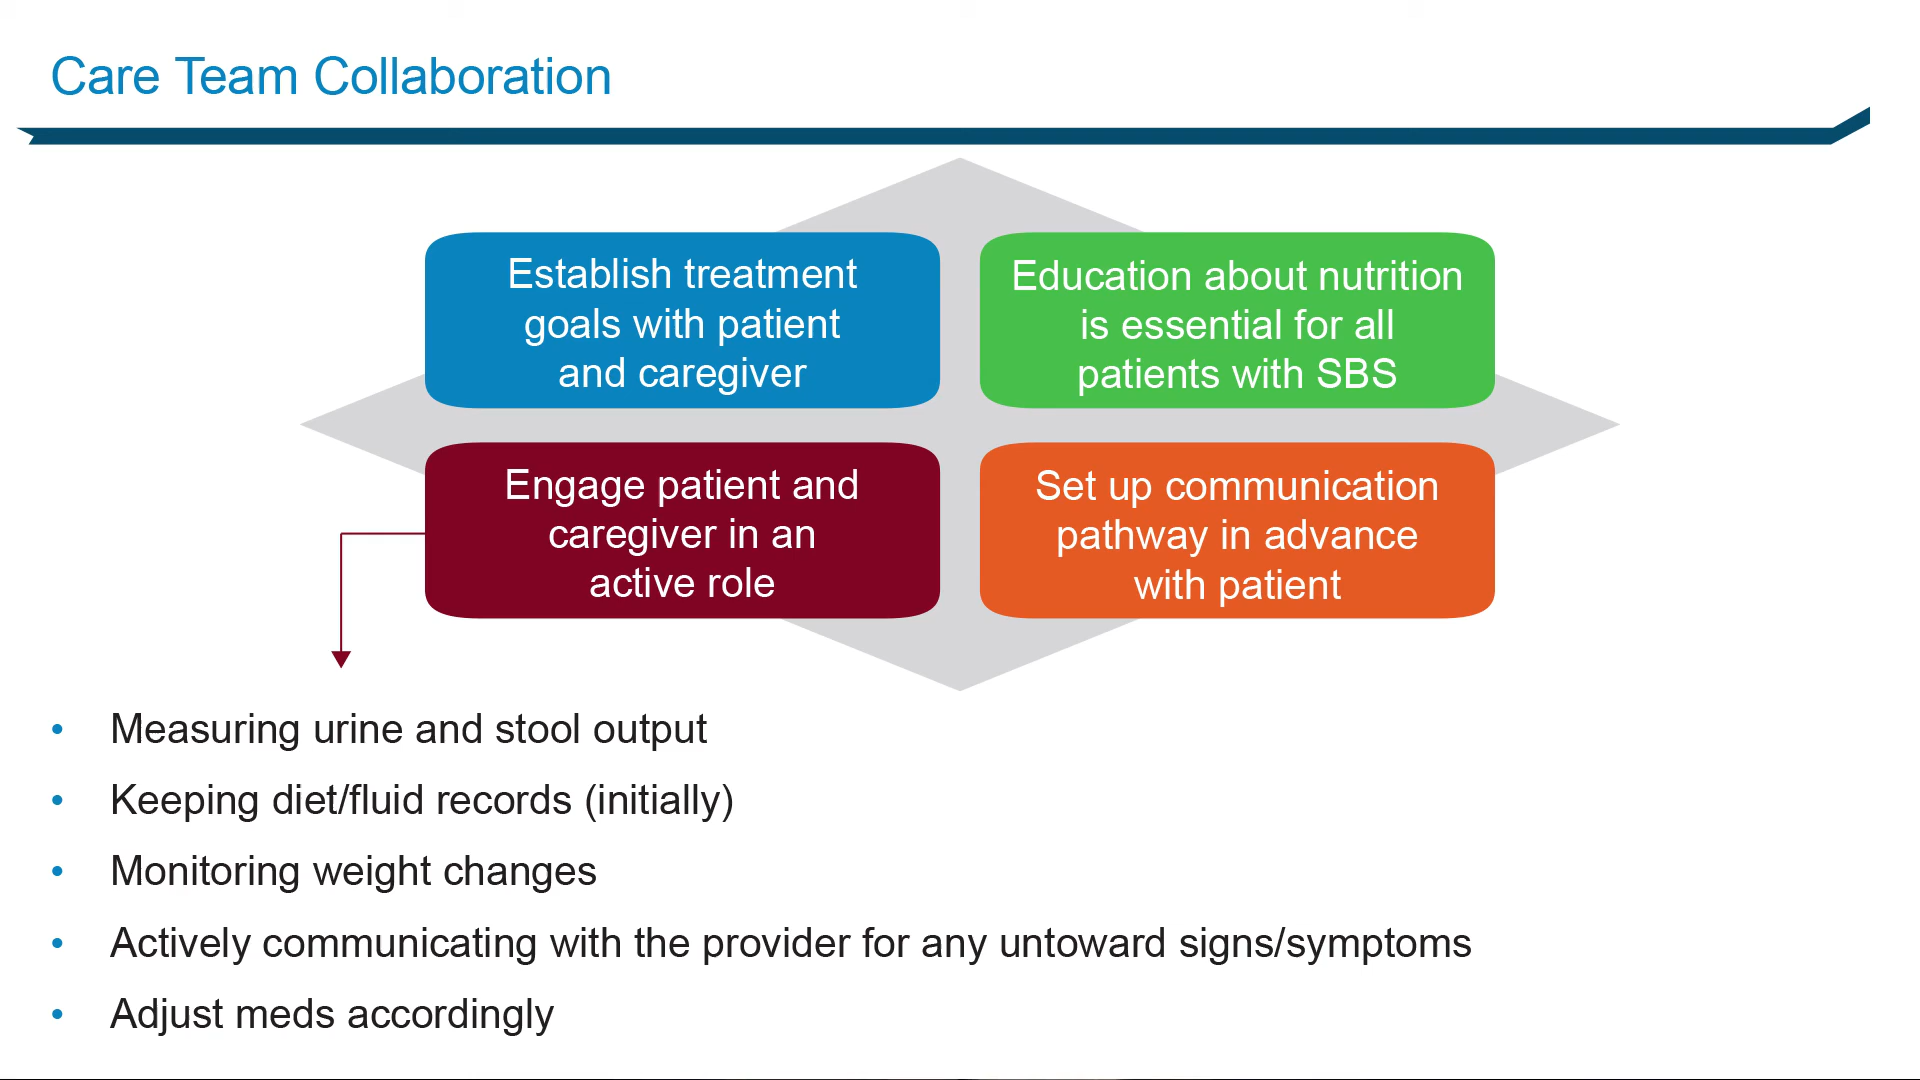 Care Team Collaboration
Establish treatment
goals with patient
and caregiver
Education about nutrition
is essential for all
patients with SBS
Engage patient and
caregiver in an
active role
Set up communication
pathway in advance
with patient
• Measuring urine and stool output
• Keeping diet/fluid records (initially)
• Monitoring weight changes
• Actively communicating with the provider for any untoward signs/symptoms
• Adjust meds accordingly